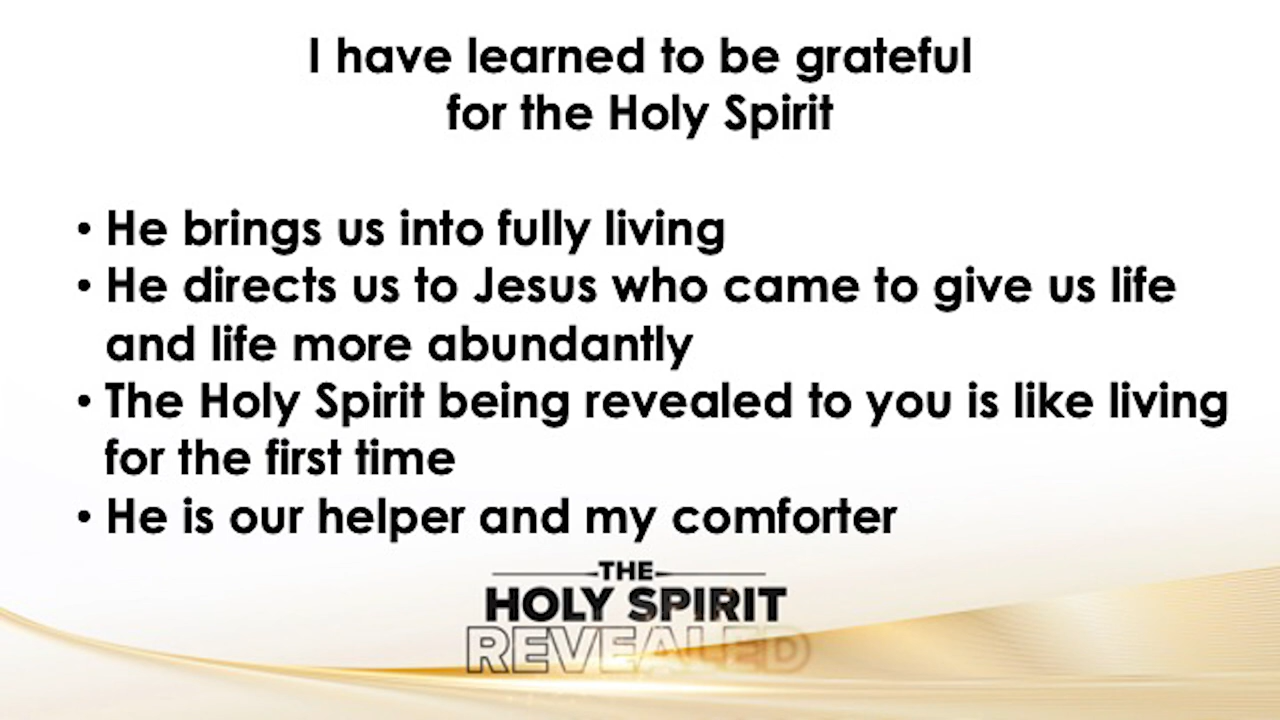 I have learned to be grateful
for the Holy Spirit
• He brings us into fully living
• He directs us to Jesus who came to give us life
and life more abundantly
• The Holy Spirit being revealed to you is like living
for the first time
• He is our helper and my comforter
THE
HOLY SPIRIT
REVEALED